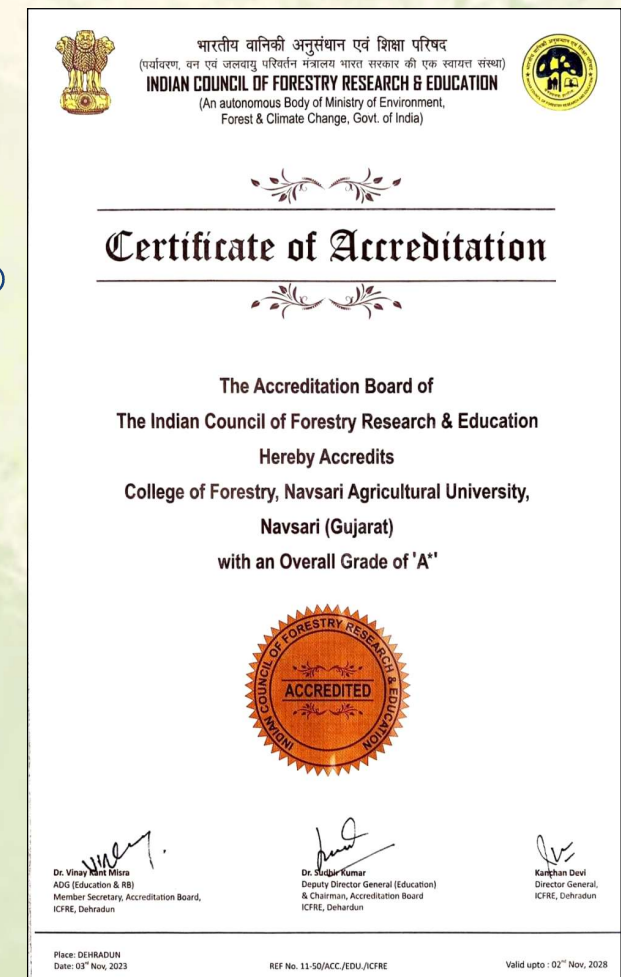 भारतीय वानिकी अनुसंधान एवं शिक्षा परिषद
(पर्यावरण, वन एवं जलवायु परिवर्तन मंत्रालय भारत सरकार की एक स्वायत्त संस्था)
INDIAN COUNCIL OF FORESTRY RESEARCH & EDUCATION
(An autonomous Body of Ministry of Environment,
Forest & Climate Change, Govt. of India)
Certificate of Accreditation
)
The Accreditation Board of
The Indian Council of Forestry Research & Education
Hereby Accredits
College of Forestry, Navsari Agricultural University,
Navsari (Gujarat)
with an Overall Grade of 'A*'
INDIAN COUNCIL OF FORESTRY RESEARCH & EDUCATION
ACCREDITED
Dr. Vinay Kant Misra
ADG (Education & RB)
Member Secretary, Accreditation Board,
ICFRE, Dehradun
Dr. Sudhir Kumar
Deputy Director General (Education)
& Chairman, Accreditation Board
ICFRE, Dehardun
Kanchan Devi
Director General,
ICFRE, Dehradun
Place: DEHRADUN
Date: 03rd Nov, 2023
REF No. 11-50/ACC./EDU./ICFRE
Valid upto : 02nd Nov, 2028